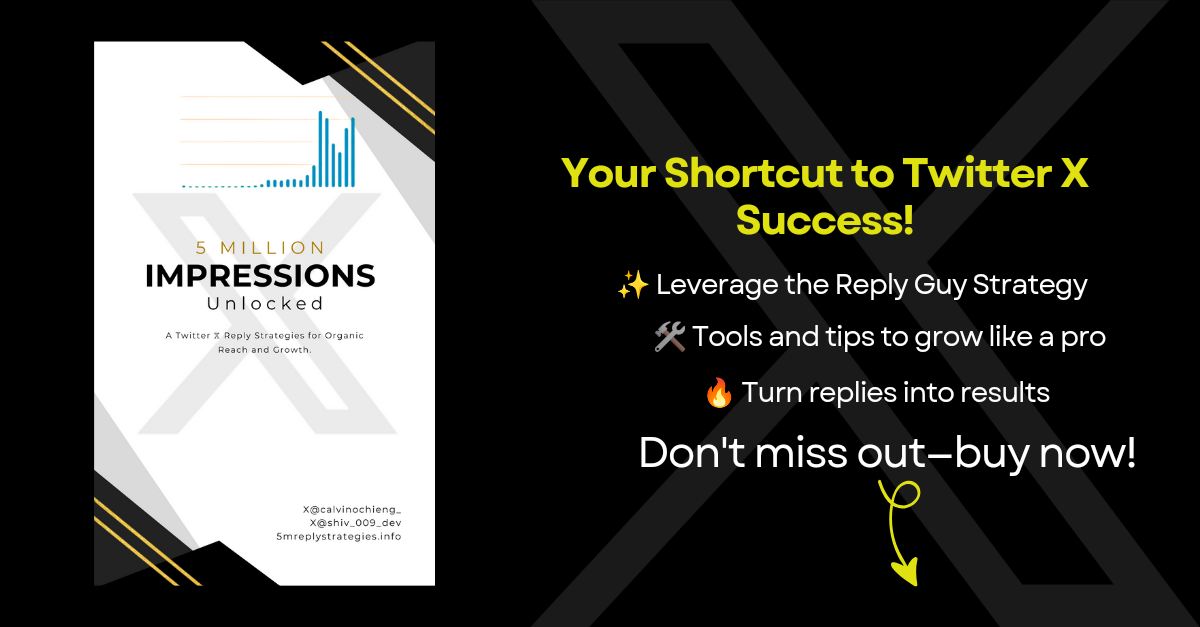 5 MILLION
IMPRESSIONS
Unlocked
A Twitter X Reply Strategies for Organic
Reach and Growth.
X@calvinochieng_
X@shiv_009_dev
5mreplystrategies.info
Your Shortcut to Twitter X
Success!
✨ Leverage the Reply Guy Strategy
🛠 Tools and tips to grow like a pro
🔥 Turn replies into results
Don't miss out—buy now!